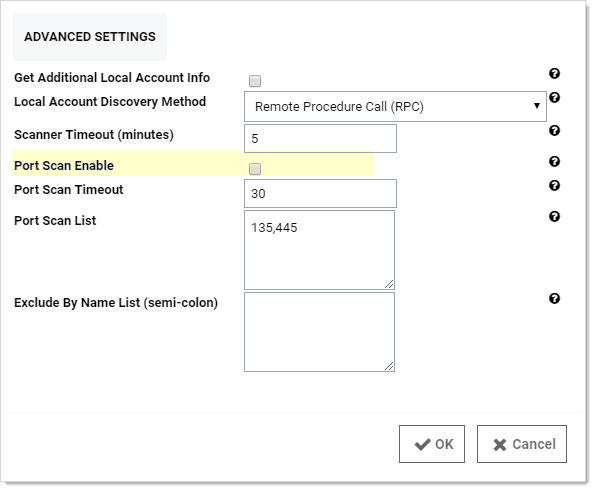 ADVANCED SETTINGS
Get Additional Local Account Info
Local Account Discovery Method Remote Procedure Call (RPC)
Scanner Timeout (minutes) 5
Port Scan Enable
Port Scan Timeout 30
Port Scan List 135,445
Exclude By Name List (semi-colon)
OK Cancel